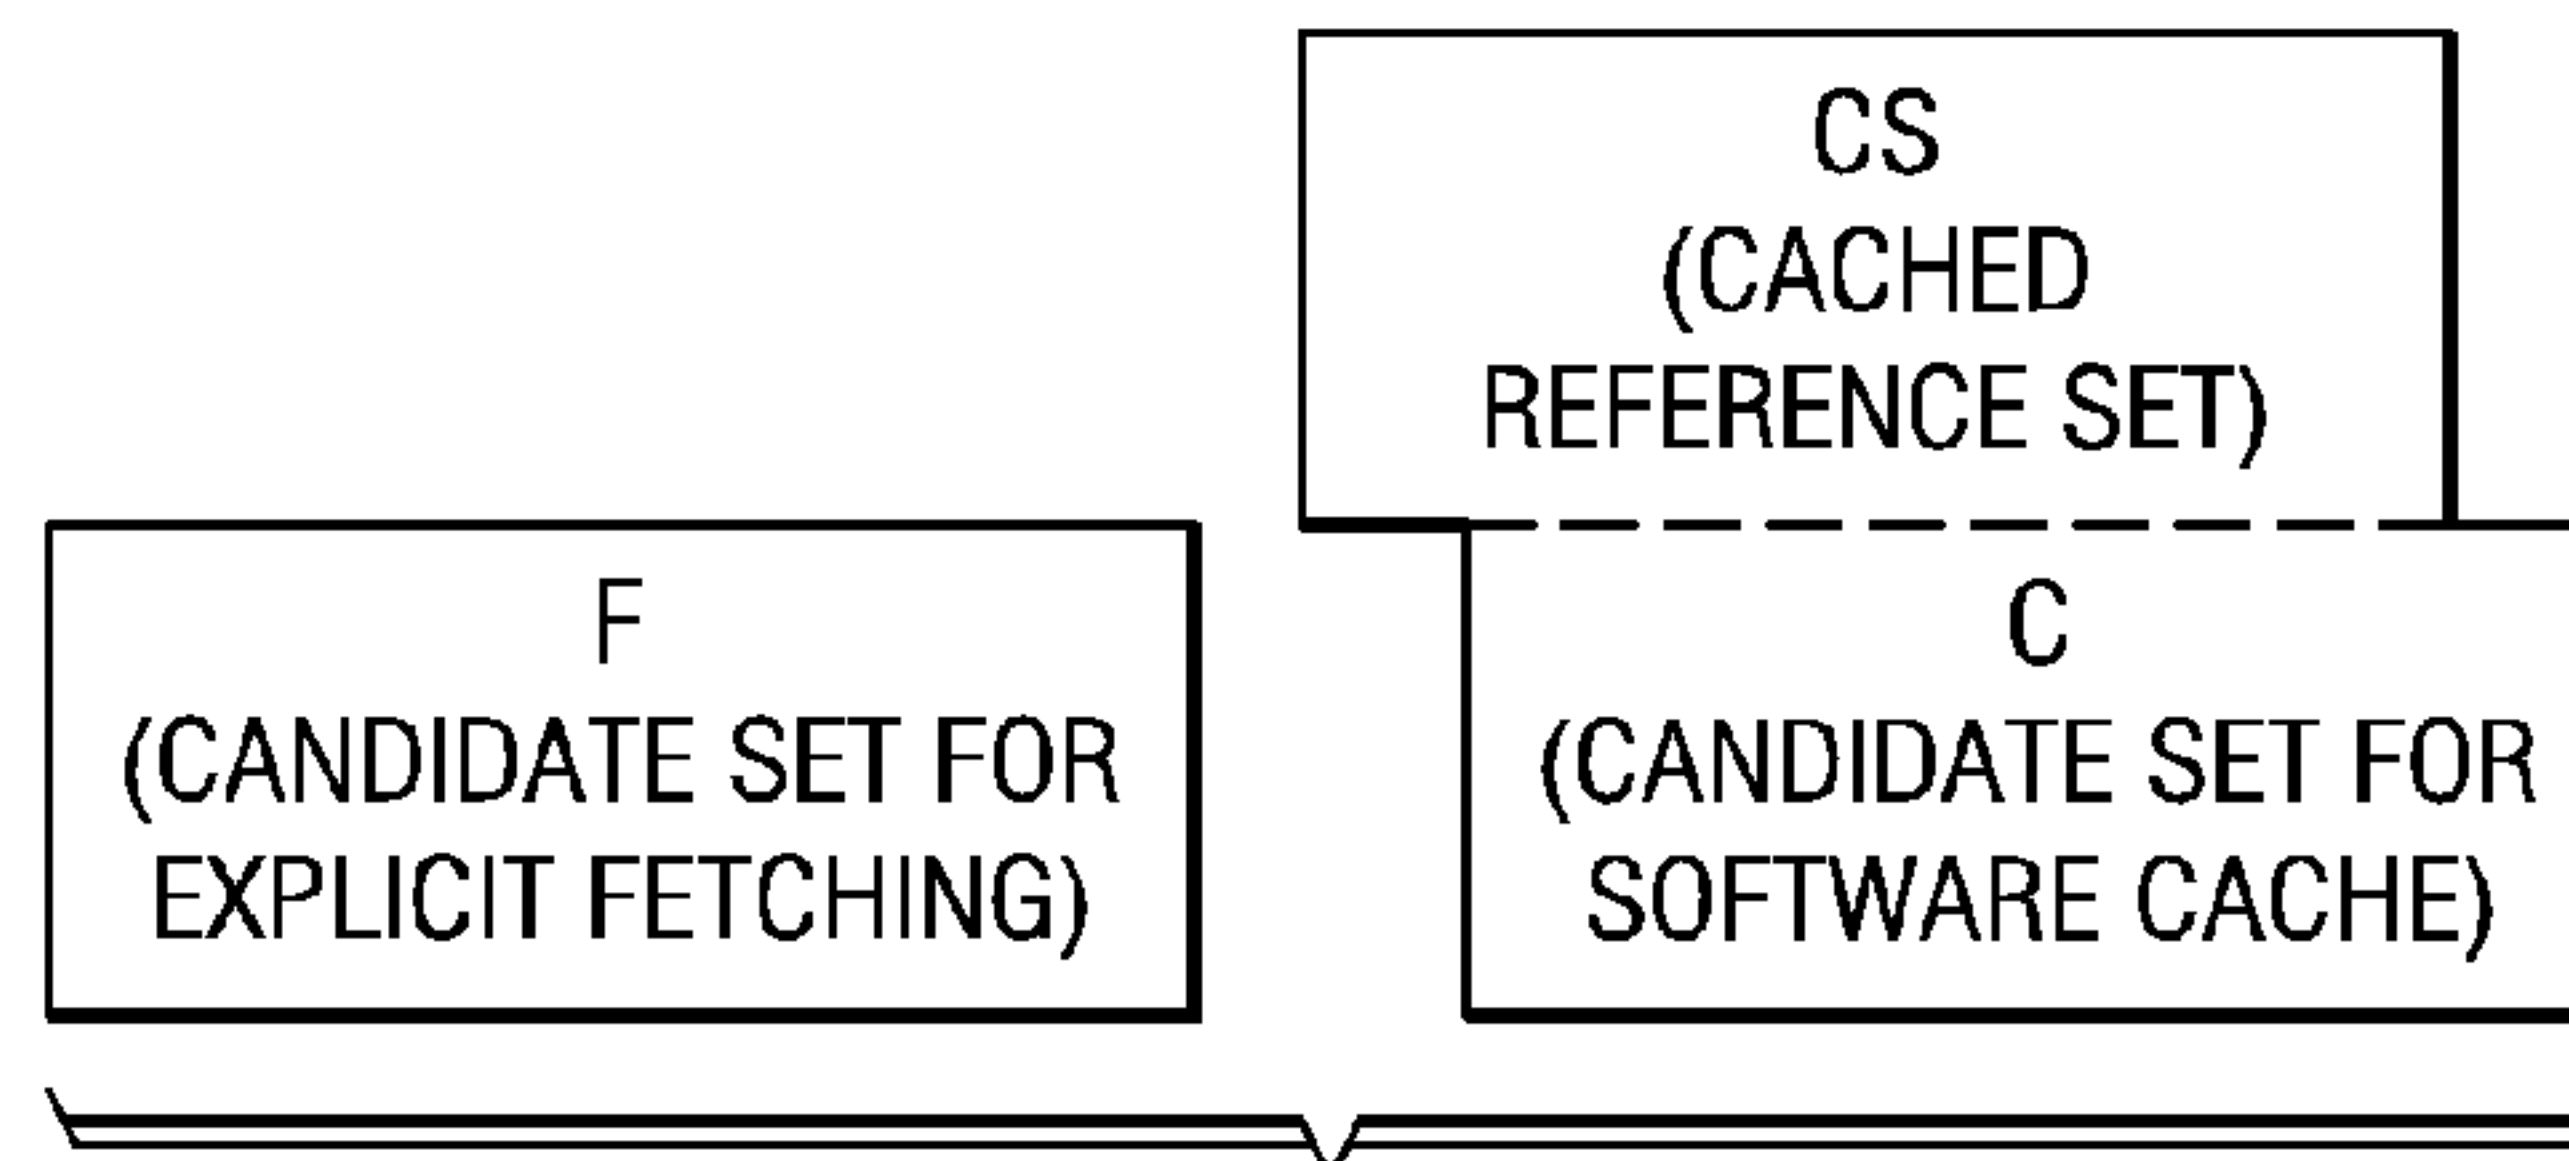 CS
(CACHED
REFERENCE SET)
F
(CANDIDATE SET FOR
EXPLICIT FETCHING)
C
(CANDIDATE SET FOR
SOFTWARE CACHE)